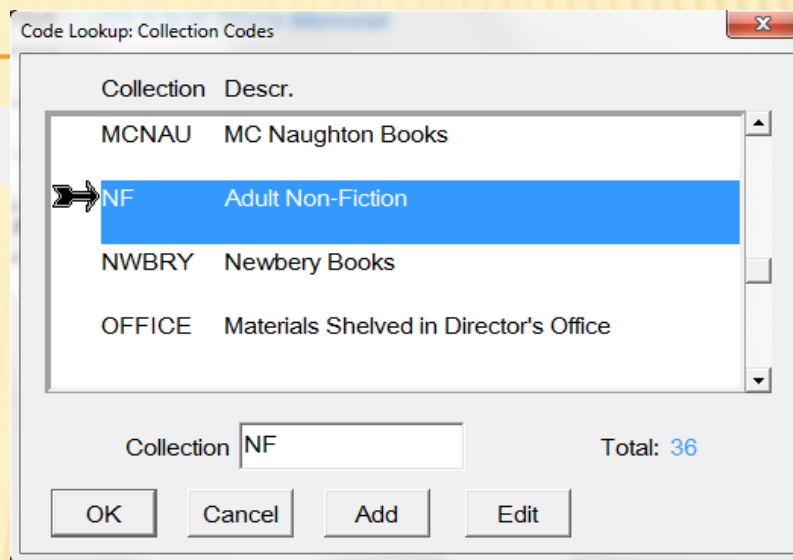 Code Lookup: Collection Codes
Collection Descr.
MCNAU MC Naughton Books
NF Adult Non-Fiction
NWBRY Newbery Books
OFFICE Materials Shelved in Director's Office
Collection NF Total: 36
OK Cancel Add Edit